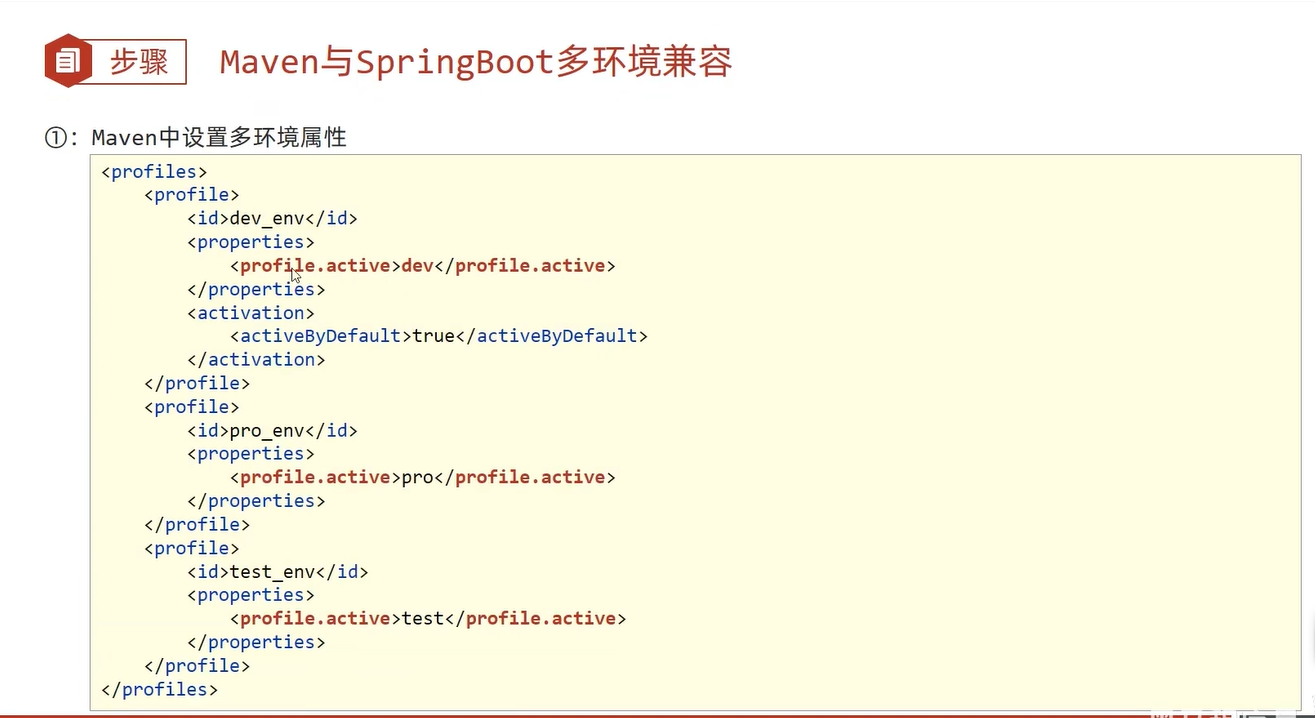 步骤
Maven与SpringBoot多环境兼容
①：Maven中设置多环境属性
<profiles>
    <profile>
        <id>dev_env</id>
        <properties>
            <profile.active>dev</profile.active>
        </properties>
        <activation>
            <activeByDefault>true</activeByDefault>
        </activation>
    </profile>
    <profile>
        <id>pro_env</id>
        <properties>
            <profile.active>pro</profile.active>
        </properties>
    </profile>
    <profile>
        <id>test_env</id>
        <properties>
            <profile.active>test</profile.active>
        </properties>
    </profile>
</profiles>